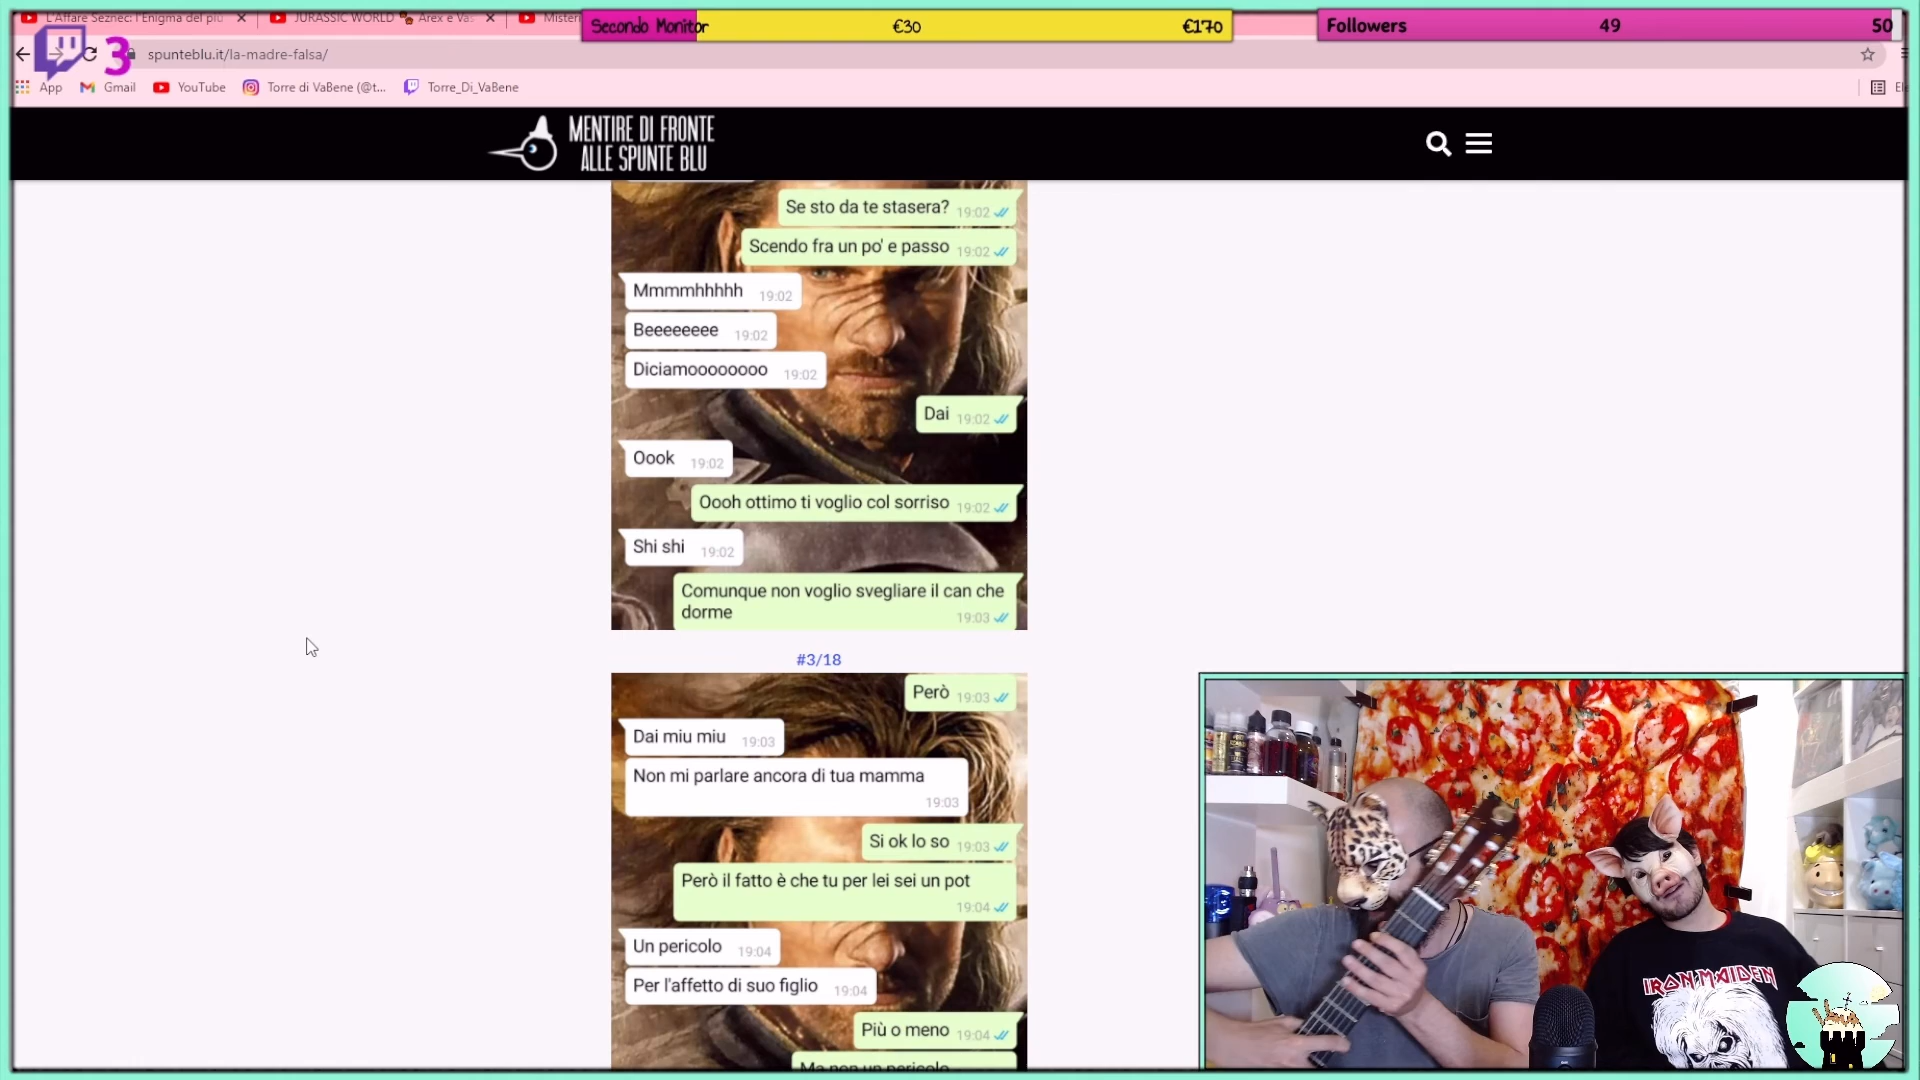 L'Affare Seznec: l'Enigma del più
JURASSIC WORLD
Arex e Vas
Misteri
Secondo Monitor €30 €170
Followers 49 50
3
spunteblu.it/la-madre-falsa/
App Gmail YouTube Torre di VaBene (@t... Torre_Di_VaBene
MENTIRE DI FRONTE
ALLE SPUNTE BLU
Se sto da te stasera? 19:02
Scendo fra un po' e passo 19:02
Mmmmhhhhh 19:02
Beeeeeeee 19:02
Diciamoooooooo 19:02
Dai 19:02
Oook 19:02
Oooh ottimo ti voglio col sorriso 19:02
Shi shi 19:02
Comunque non voglio svegliare il can che
dorme 19:03
#3/18
Però 19:03
Dai miu miu 19:03
Non mi parlare ancora di tua mamma
19:03
Si ok lo so 19:03
Però il fatto è che tu per lei sei un pot
19:04
Un pericolo 19:04
Per l'affetto di suo figlio 19:04
Più o meno 19:04
Ma non un pericolo
IRON MAIDEN